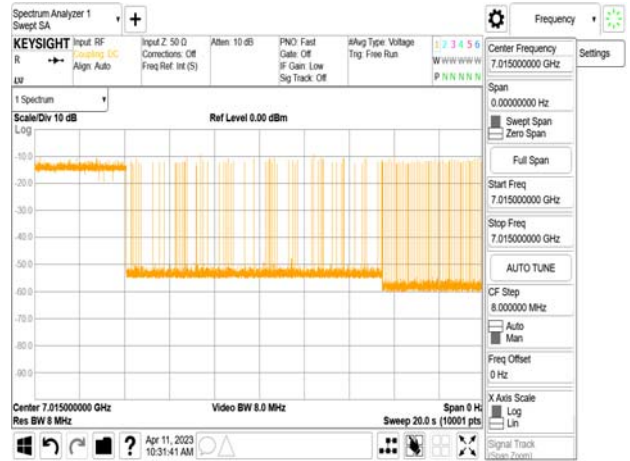 Spectrum Analyzer 1
Swept SA
Frequency
KEYSIGHT
R
Input: RF
Coupling: DC
Align: Auto
Input Z: 50 Ω
Corrections: Off
Freq Ref: Int (S)
Atten: 10 dB
PNO: Fast
Gate: Off
IF Gain: Low
Sig Track: Off
#Avg Type: Voltage
Trig: Free Run
1 2 3 4 5 6
W W W W W W
P N N N N N
LXI
1 Spectrum
Scale/Div 10 dB
Ref Level 0.00 dBm
Log
-10.0
-20.0
-30.0
-40.0
-50.0
-60.0
-70.0
-80.0
-90.0
Center 7.015000000 GHz
Video BW 8.0 MHz
Span 0 Hz
Res BW 8 MHz
Sweep 20.0 s (10001 pts
Apr 11, 2023
10:31:41 AM
Center Frequency
7.015000000 GHz
Settings
Span
0.00000000 Hz
Swept Span
Zero Span
Full Span
Start Freq
7.015000000 GHz
Stop Freq
7.015000000 GHz
AUTO TUNE
CF Step
8.000000 MHz
Auto
Man
Freq Offset
0 Hz
X Axis Scale
Log
Lin
Signal Track
(Span Zoom)